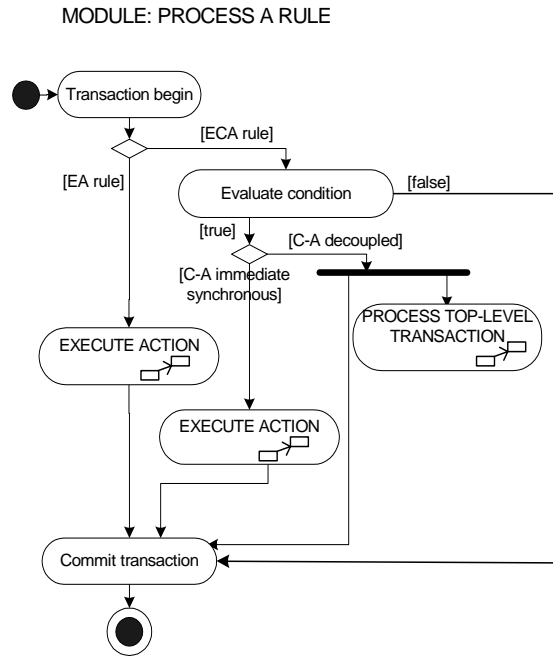 MODULE: PROCESS A RULE
Transaction begin
[ECA rule]
[EA rule]
Evaluate condition
[false]
[true]
[C-A decoupled]
[C-A immediate
synchronous]
PROCESS TOP-LEVEL
TRANSACTION
EXECUTE ACTION
EXECUTE ACTION
Commit transaction